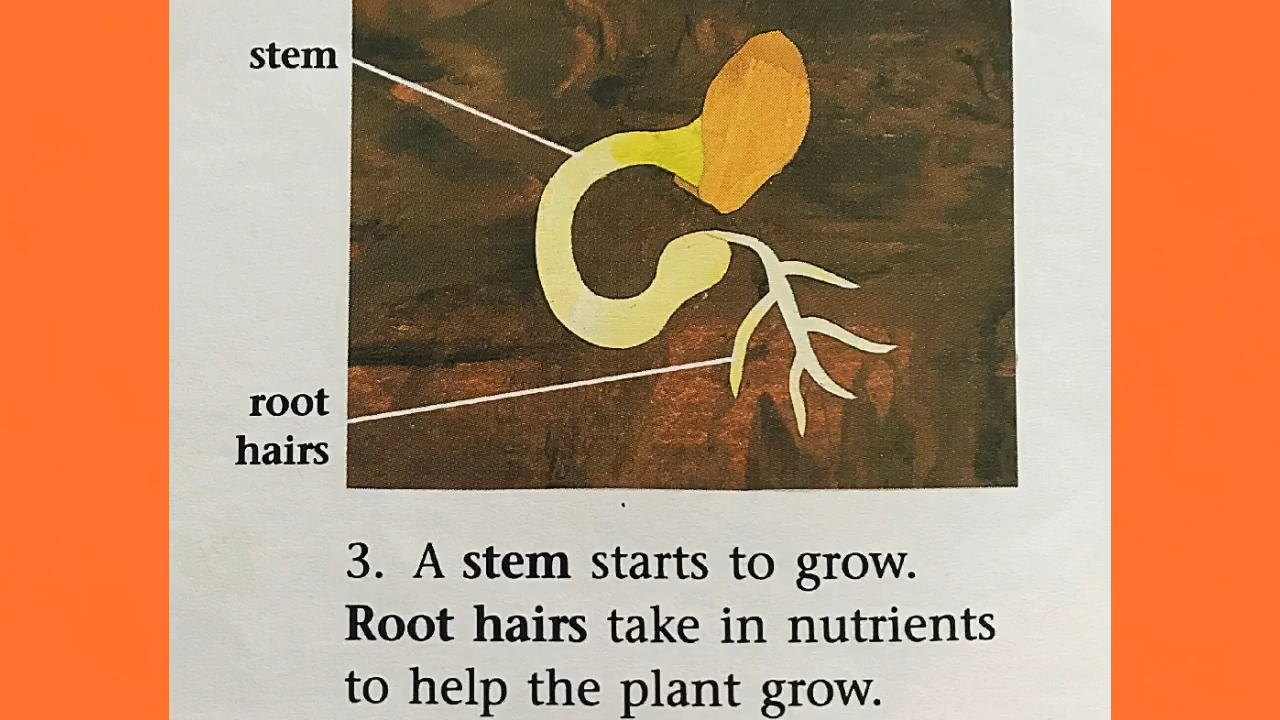 stem
root
hairs
3. A stem starts to grow.
Root hairs take in nutrients
to help the plant grow.